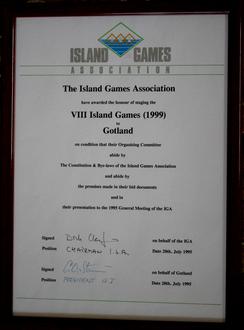 ISLAND GAMES
ASSOCIATION
The Island Games Association
have awarded the honour of staging the
VIII Island Games (1999)
to
Gotland
on condition that their Organising Committee
abide by
The Constitution & Bye-laws of the Island Games Association
and abide by
the promises made in their bid documents
and in
their presentation to the 1995 General Meeting of the IGA
Signed on behalf of the IGA
Position CHAIRMAN I.G.A. Date 20th. July 1995
Signed on behalf of Gotland
Position PRESIDENT Date 20th. July 1995